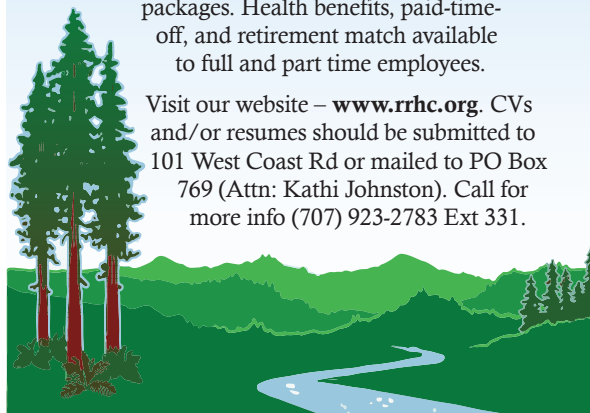 packages. Health benefits, paid-time-
off, and retirement match available
to full and part time employees.
Visit our website – www.rrhc.org. CVs
and/or resumes should be submitted to
101 West Coast Rd or mailed to PO Box
769 (Attn: Kathi Johnston). Call for
more info (707) 923-2783 Ext 331.